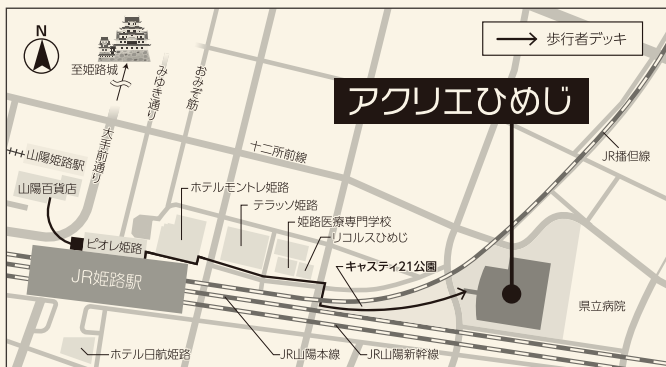 N
至姫路城
みゆき通り
おみぞ筋
歩行者デッキ
アクリエひめじ
大手前通り
十二所前線
JR播但線
山陽姫路駅
山陽百貨店
ホテルモントレ姫路
テラッソ姫路
姫路医療専門学校
リコルスひめじ
ピオレ姫路
キャスティ21公園
JR姫路駅
県立病院
ホテル日航姫路
JR山陽本線
JR山陽新幹線